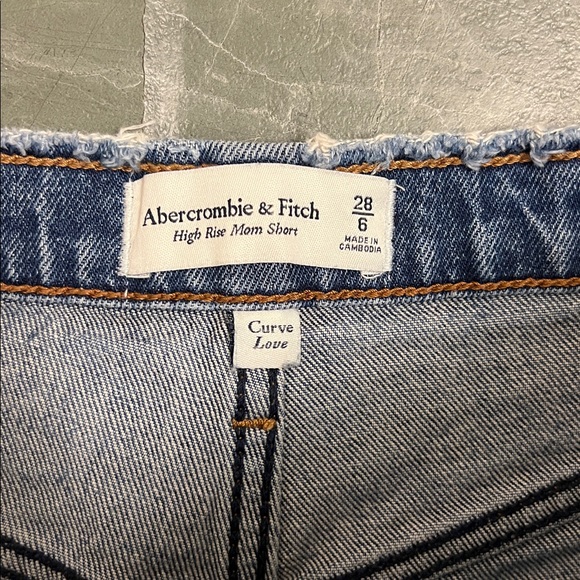 Abercrombie & Fitch
High Rise Mom Short
28
6
MADE IN
CAMBODIA
Curve
Love